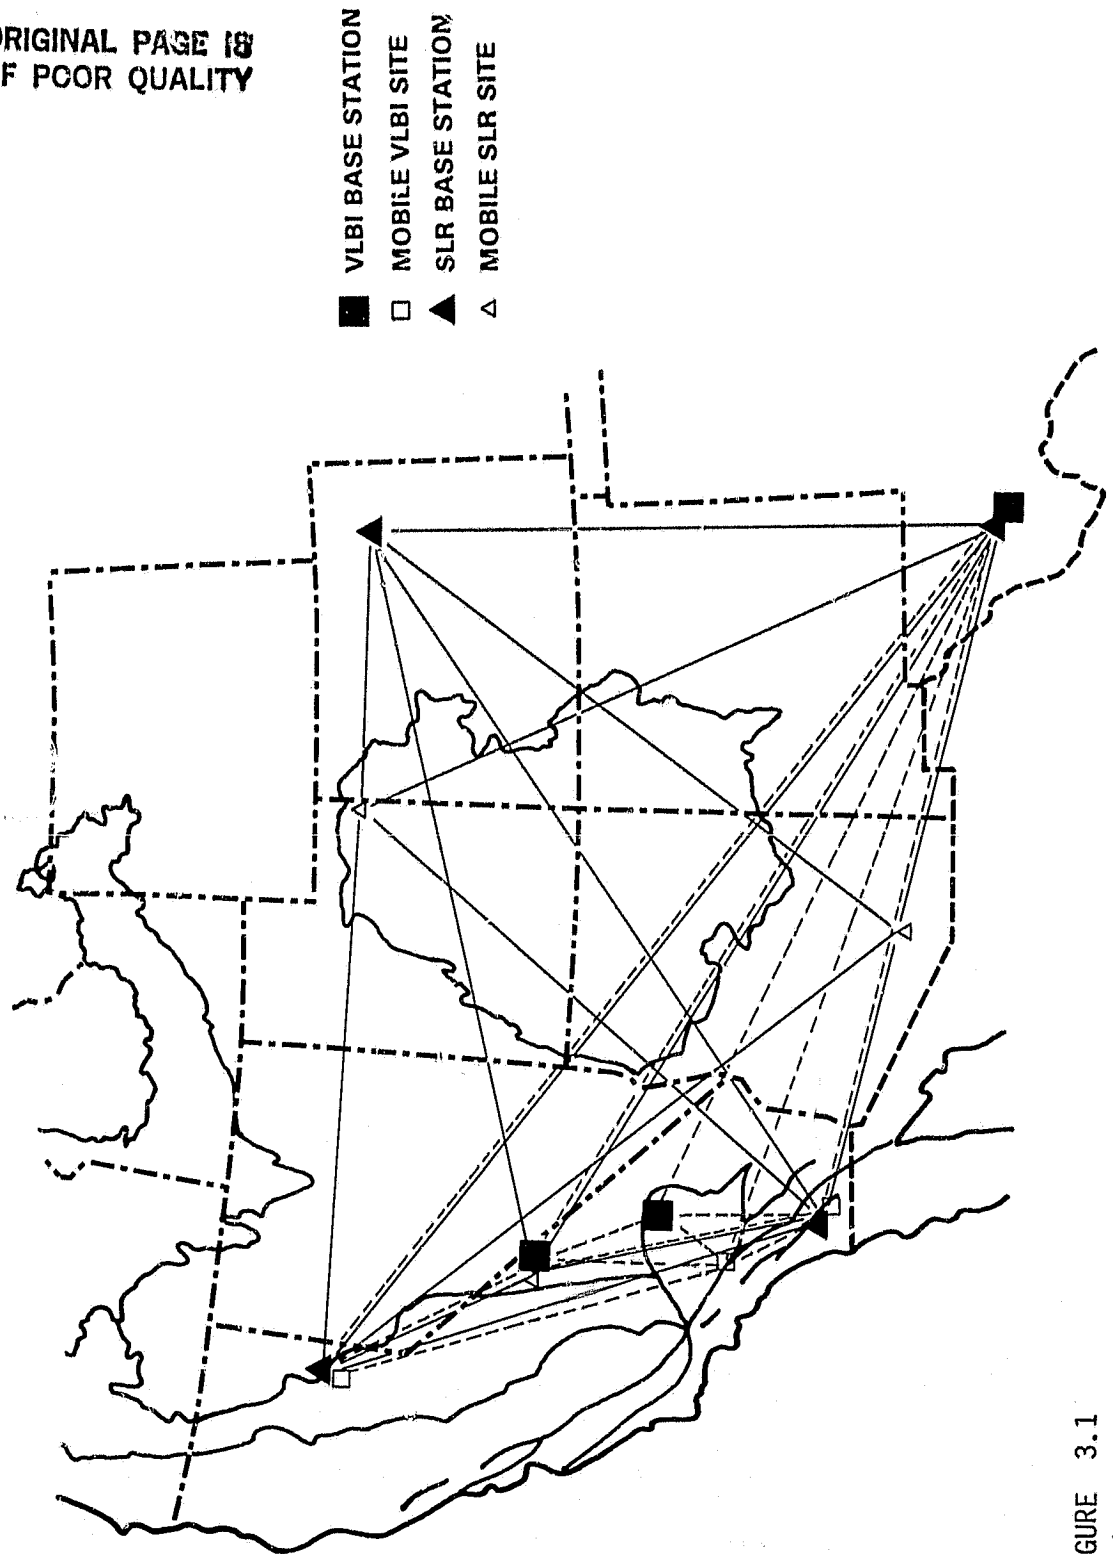 ORIGINAL PAGE IS
OF POOR QUALITY
VLBI BASE STATION
MOBILE VLBI SITE
SLR BASE STATION
MOBILE SLR SITE
GURE 3.1